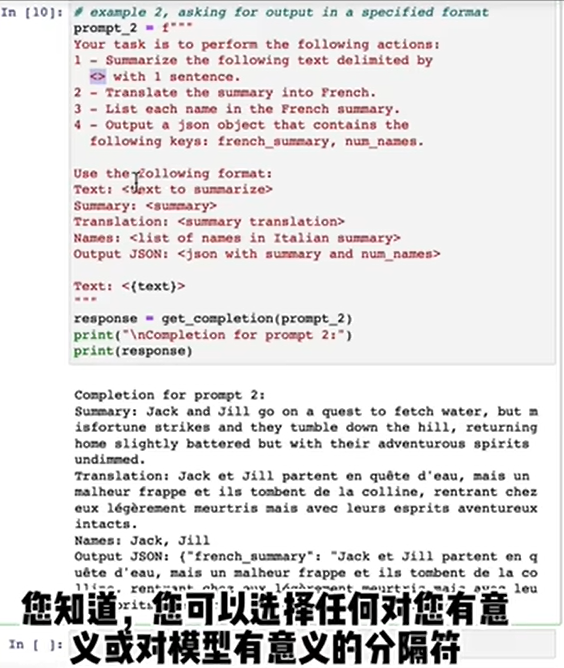 In [10]:
# example 2, asking for output in a specified format
prompt_2 = f"""
Your task is to perform the following actions:
1 - Summarize the following text delimited by
<> with 1 sentence.
2 - Translate the summary into French.
3 - List each name in the French summary.
4 - Output a json object that contains the
following keys: french_summary, num_names.
Use the following format:
Text: <text to summarize>
Summary: <summary>
Translation: <summary translation>
Names: <list of names in Italian summary>
Output JSON: <json with summary and num_names>
Text: <{text}>
"""
response = get_completion(prompt_2)
print("\nCompletion for prompt 2:")
print(response)
Completion for prompt 2:
Summary: Jack and Jill go on a quest to fetch water, but m
isfortune strikes and they tumble down the hill, returning
home slightly battered but with their adventurous spirits
undimmed.
Translation: Jack et Jill partent en quête d'eau, mais un
malheur frappe et ils tombent de la colline, rentrant chez
eux légèrement meurtris mais avec leurs esprits aventureux
intacts.
Names: Jack, Jill
Output JSON: {"french_summary": "Jack et Jill partent en q
uête d'eau, mais un malheur frappe et ils tombent de la co
lline, rentrant chez eux légèrement meurtris mais avec leu
您知道，您可以选择任何对您有意
In [ ]:
义或对模型有意义的分隔符